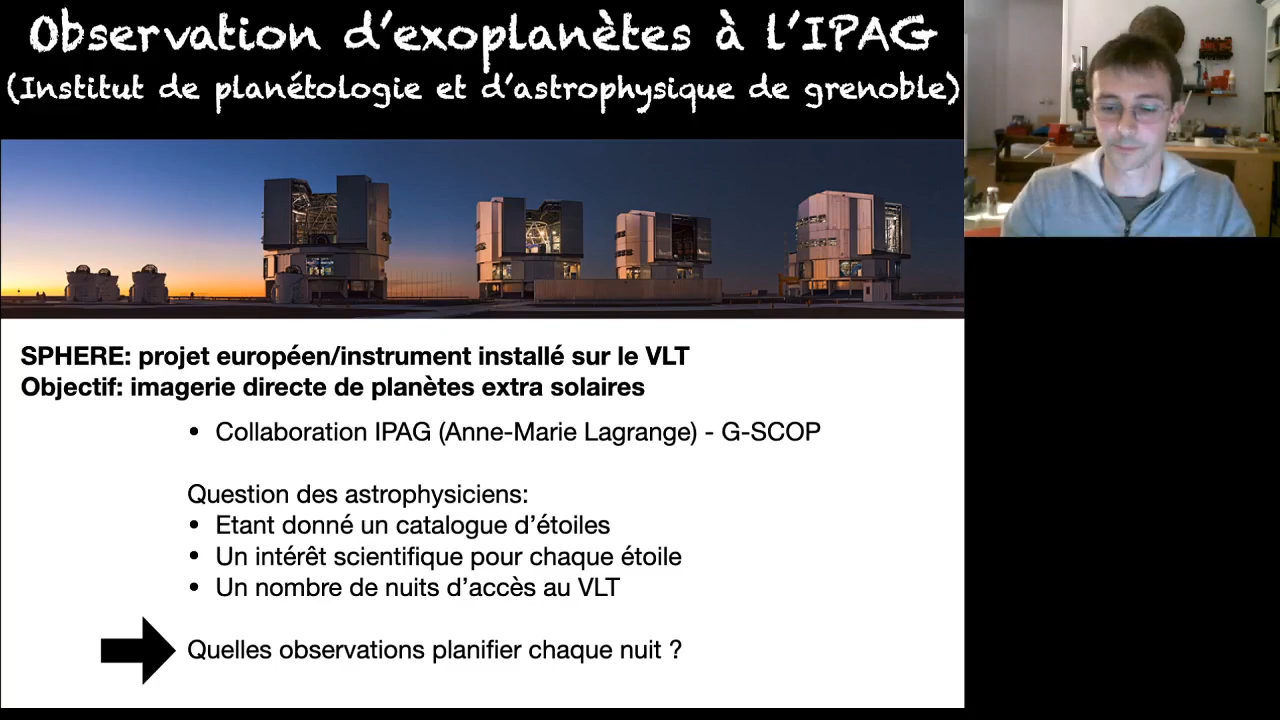 Observation d'exoplanètes à l'IPAG
(Institut de planétologie et d'astrophysique de grenoble)
SPHERE: projet européen/instrument installé sur le VLT
Objectif: imagerie directe de planètes extra solaires
• Collaboration IPAG (Anne-Marie Lagrange) - G-SCOP
Question des astrophysiciens:
• Etant donné un catalogue d'étoiles
• Un intérêt scientifique pour chaque étoile
• Un nombre de nuits d'accès au VLT
Quelles observations planifier chaque nuit ?